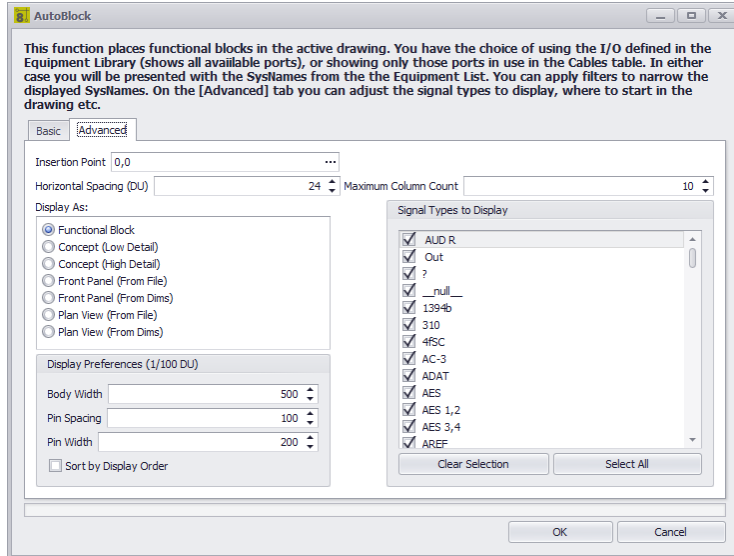 AutoBlock
This function places functional blocks in the active drawing. You have the choice of using the I/O defined in the
Equipment Library (shows all avaiilable ports), or showing only those ports in use in the Cables table. In either
case you will be presented with the SysNames from the the Equipment List. You can apply filters to narrow the
displayed SysNames. On the [Advanced] tab you can adjust the signal types to display, where to start in the
drawing etc.
Basic Advanced
Insertion Point 0,0 ...
Horizontal Spacing (DU) 24 Maximum Column Count 10
Display As:
Functional Block
Concept (Low Detail)
Concept (High Detail)
Front Panel (From File)
Front Panel (From Dims)
Plan View (From File)
Plan View (From Dims)
Display Preferences (1/100 DU)
Body Width 500
Pin Spacing 100
Pin Width 200
Sort by Display Order
Signal Types to Display
AUD R
Out
?
__null__
1394b
310
4fSC
AC-3
ADAT
AES
AES 1,2
AES 3,4
AREF
Clear Selection Select All
OK Cancel